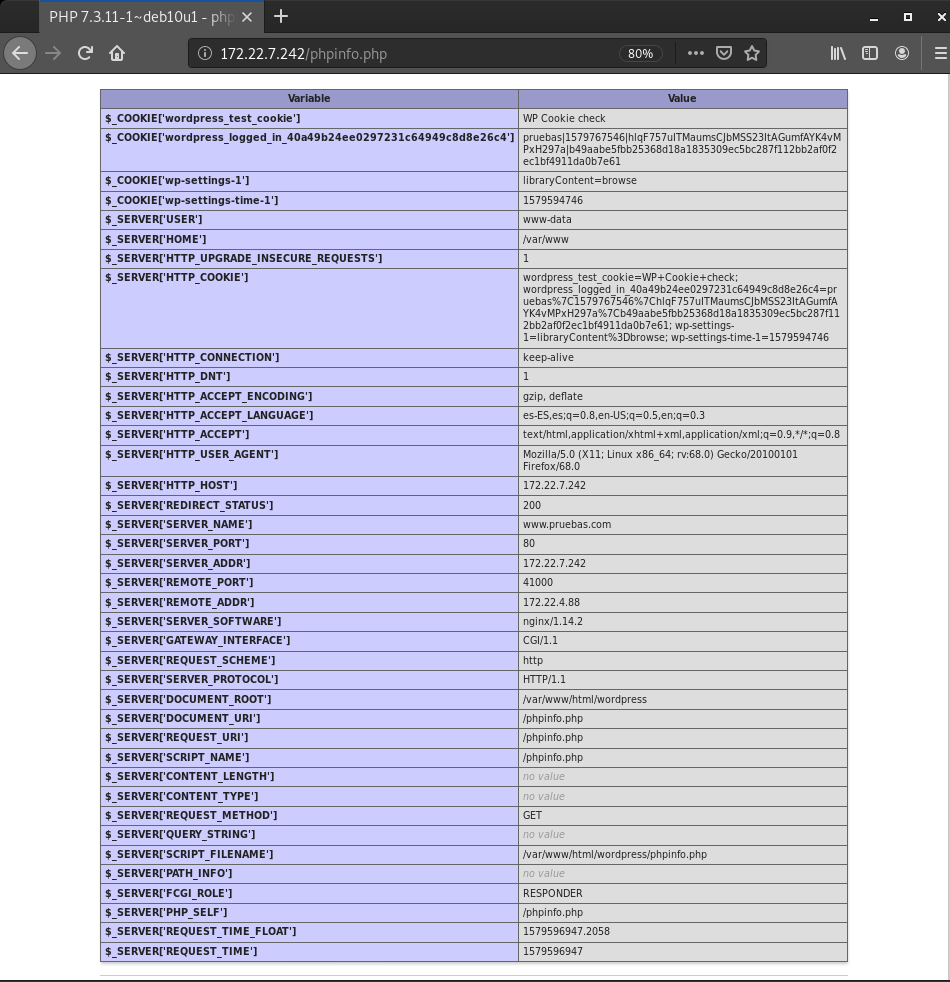 PHP 7.3.11-1~deb10u1 - php
172.22.7.242/phpinfo.php
80%
Variable Value
$_COOKIE['wordpress_test_cookie'] WP Cookie check
$_COOKIE['wordpress_logged_in_40a49b24ee0297231c64949c8d8e26c4'] pruebas|1579767546|hlqF757uITMaumsCJbMSS23ItAGumfAYK4vM
PxH297a|b49aabe5fbb25368d18a1835309ec5bc287f112bb2af0f2
ec1bf4911da0b7e61
$_COOKIE['wp-settings-1'] libraryContent=browse
$_COOKIE['wp-settings-time-1'] 1579594746
$_SERVER['USER'] www-data
$_SERVER['HOME'] /var/www
$_SERVER['HTTP_UPGRADE_INSECURE_REQUESTS'] 1
$_SERVER['HTTP_COOKIE'] wordpress_test_cookie=WP+Cookie+check;
wordpress_logged_in_40a49b24ee0297231c64949c8d8e26c4=pr
uebas%7C1579767546%7ChlqF757uITMaumsCJbMSS23ItAGumfA
YK4vMPxH297a%7Cb49aabe5fbb25368d18a1835309ec5bc287f11
2bb2af0f2ec1bf4911da0b7e61; wp-settings-
1=libraryContent%3Dbrowse; wp-settings-time-1=1579594746
$_SERVER['HTTP_CONNECTION'] keep-alive
$_SERVER['HTTP_DNT'] 1
$_SERVER['HTTP_ACCEPT_ENCODING'] gzip, deflate
$_SERVER['HTTP_ACCEPT_LANGUAGE'] es-ES,es;q=0.8,en-US;q=0.5,en;q=0.3
$_SERVER['HTTP_ACCEPT'] text/html,application/xhtml+xml,application/xml;q=0.9,*/*;q=0.8
$_SERVER['HTTP_USER_AGENT'] Mozilla/5.0 (X11; Linux x86_64; rv:68.0) Gecko/20100101
Firefox/68.0
$_SERVER['HTTP_HOST'] 172.22.7.242
$_SERVER['REDIRECT_STATUS'] 200
$_SERVER['SERVER_NAME'] www.pruebas.com
$_SERVER['SERVER_PORT'] 80
$_SERVER['SERVER_ADDR'] 172.22.7.242
$_SERVER['REMOTE_PORT'] 41000
$_SERVER['REMOTE_ADDR'] 172.22.4.88
$_SERVER['SERVER_SOFTWARE'] nginx/1.14.2
$_SERVER['GATEWAY_INTERFACE'] CGI/1.1
$_SERVER['REQUEST_SCHEME'] http
$_SERVER['SERVER_PROTOCOL'] HTTP/1.1
$_SERVER['DOCUMENT_ROOT'] /var/www/html/wordpress
$_SERVER['DOCUMENT_URI'] /phpinfo.php
$_SERVER['REQUEST_URI'] /phpinfo.php
$_SERVER['SCRIPT_NAME'] /phpinfo.php
$_SERVER['CONTENT_LENGTH'] no value
$_SERVER['CONTENT_TYPE'] no value
$_SERVER['REQUEST_METHOD'] GET
$_SERVER['QUERY_STRING'] no value
$_SERVER['SCRIPT_FILENAME'] /var/www/html/wordpress/phpinfo.php
$_SERVER['PATH_INFO'] no value
$_SERVER['FCGI_ROLE'] RESPONDER
$_SERVER['PHP_SELF'] /phpinfo.php
$_SERVER['REQUEST_TIME_FLOAT'] 1579596947.2058
$_SERVER['REQUEST_TIME'] 1579596947